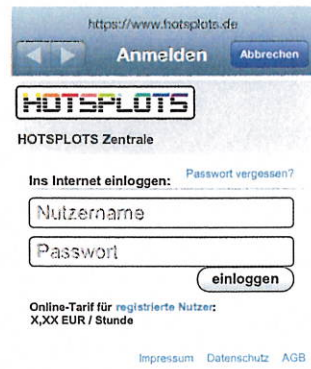 https://www.hotsplots.de
Anmelden
Abbrechen
HOTSPLOTS
HOTSPLOTS Zentrale
Ins Internet einloggen: Passwort vergessen?
Nutzername
Passwort
einloggen
Online-Tarif für registrierte Nutzer:
X,XX EUR / Stunde
Impressum Datenschutz AGB